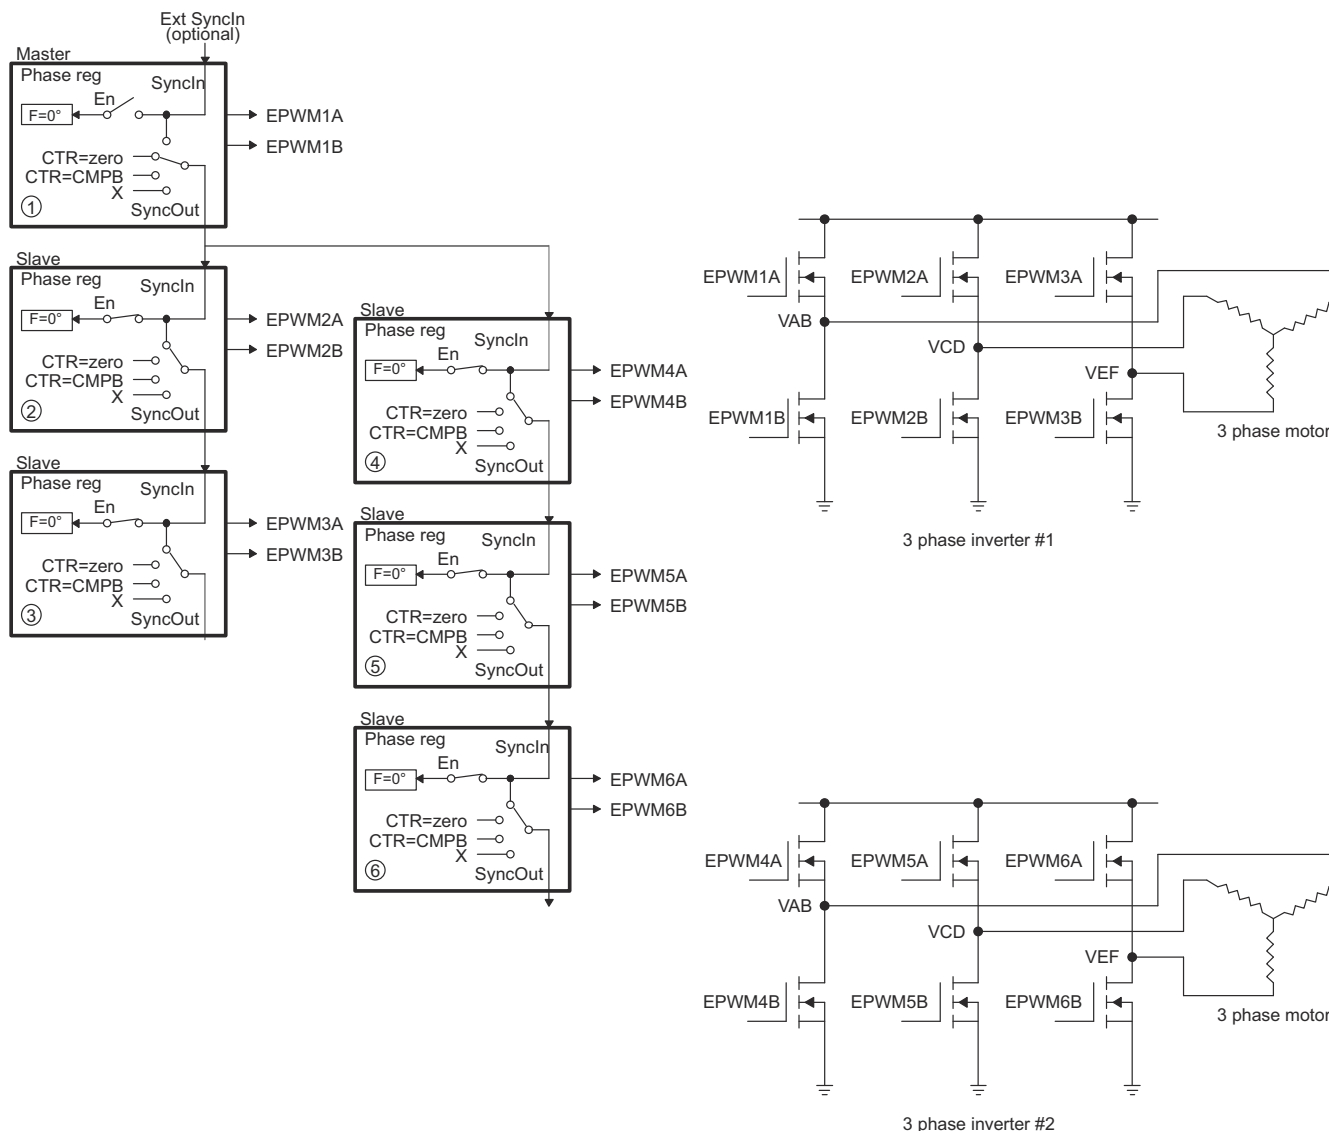 Ext SyncIn
(optional)
Master
Phase reg
SyncIn
En
F=0°
EPWM1A
EPWM1B
CTR=zero
CTR=CMPB
X
1
SyncOut
Slave
Phase reg
SyncIn
En
F=0°
EPWM2A
EPWM2B
CTR=zero
CTR=CMPB
X
2
SyncOut
Slave
Phase reg
SyncIn
En
F=0°
EPWM3A
EPWM3B
CTR=zero
CTR=CMPB
X
3
SyncOut
Slave
Phase reg
SyncIn
En
F=0°
EPWM4A
EPWM4B
CTR=zero
CTR=CMPB
X
4
SyncOut
Slave
Phase reg
SyncIn
En
F=0°
EPWM5A
EPWM5B
CTR=zero
CTR=CMPB
X
5
SyncOut
Slave
Phase reg
SyncIn
En
F=0°
EPWM6A
EPWM6B
CTR=zero
CTR=CMPB
X
6
SyncOut
EPWM1A
EPWM2A
EPWM3A
VAB
VCD
VEF
EPWM1B
EPWM2B
EPWM3B
3 phase motor
3 phase inverter #1
EPWM4A
EPWM5A
EPWM6A
VAB
VCD
VEF
EPWM4B
EPWM5B
EPWM6B
3 phase motor
3 phase inverter #2